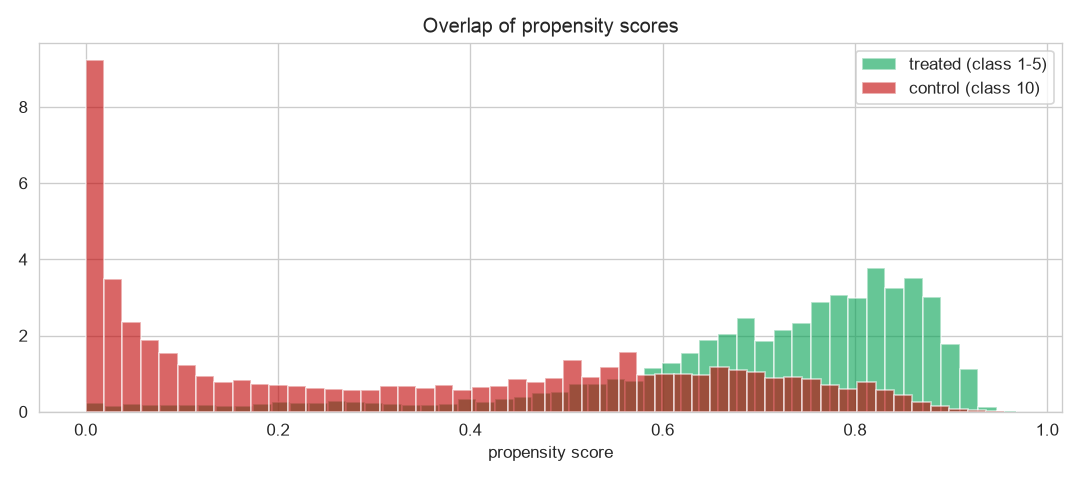 Overlap of propensity scores
treated (class 1-5)
control (class 10)
8
6
4
2
0
0.0 0.2 0.4 0.6 0.8 1.0
propensity score